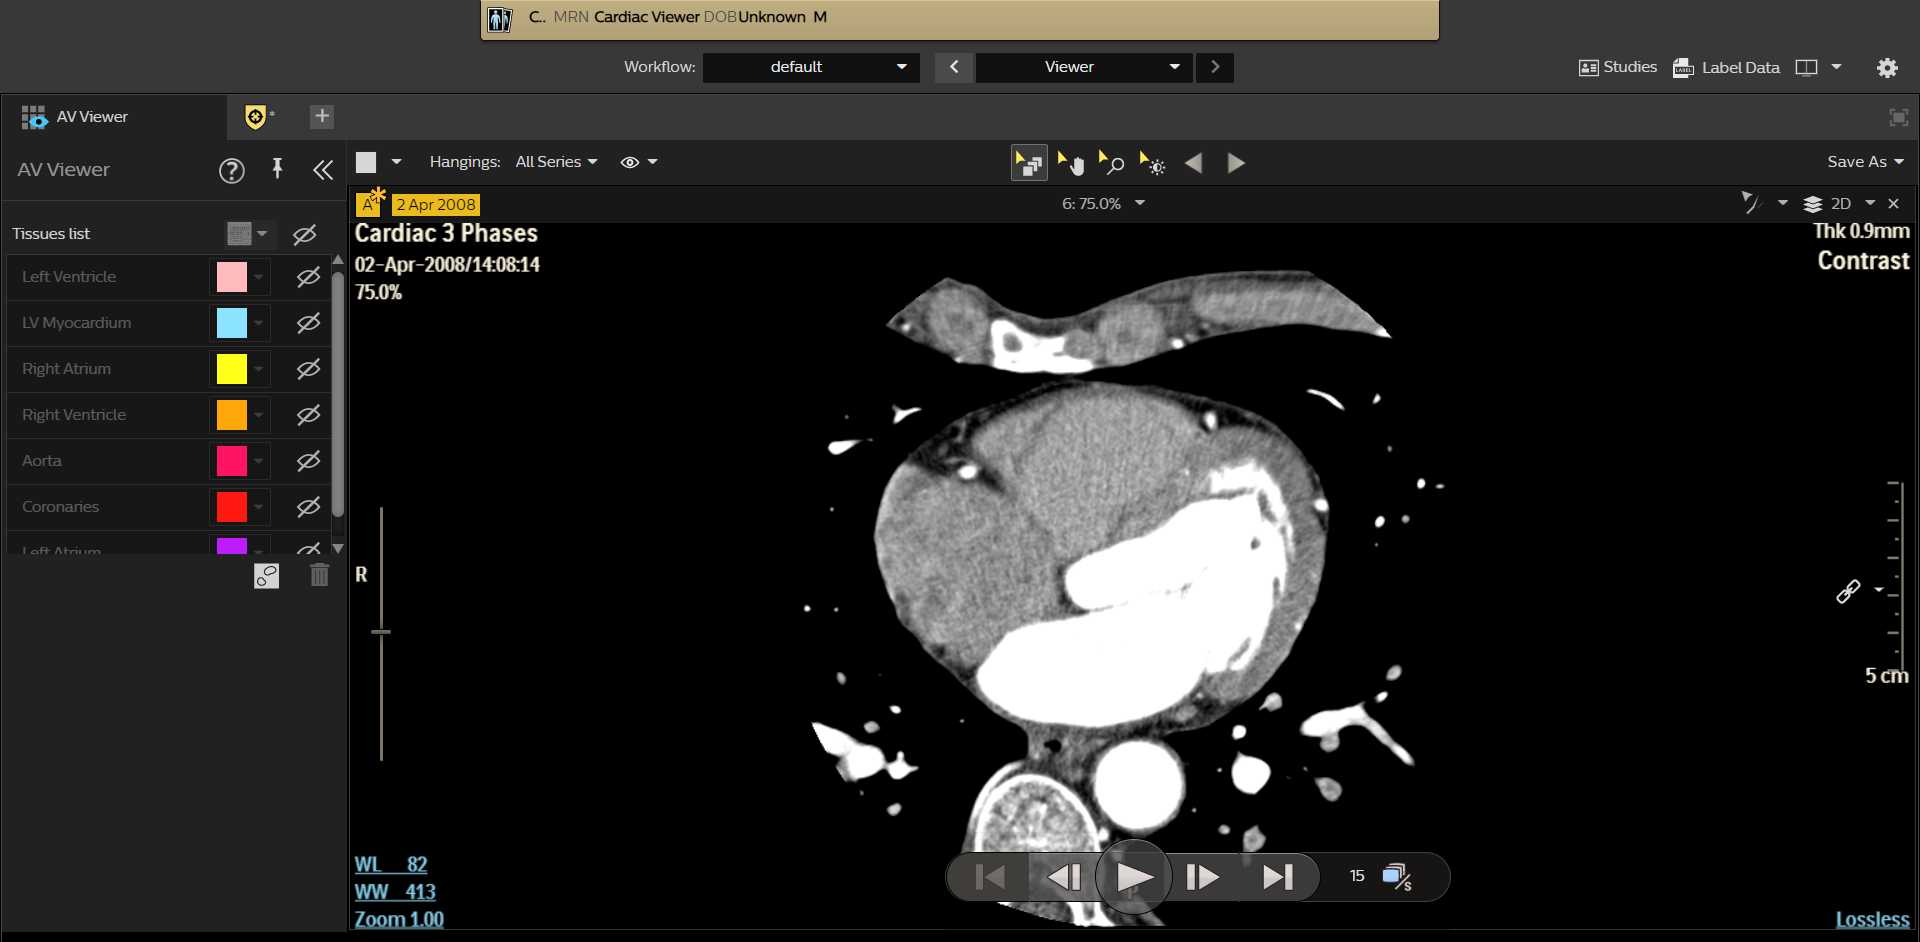 C.. MRN Cardiac Viewer DOB Unknown M
Workflow: default Viewer
Studies Label Data
AV Viewer
AV Viewer
Hangings: All Series
Save As
A 2 Apr 2008
6: 75.0%
2D
Tissues list
Left Ventricle
LV Myocardium
Right Atrium
Right Ventricle
Aorta
Coronaries
Left Atrium
Cardiac 3 Phases
02-Apr-2008/14:08:14
75.0%
Thk 0.9mm
Contrast
R
5 cm
WL 82
WW 413
Zoom 1.00
P
15
Lossless